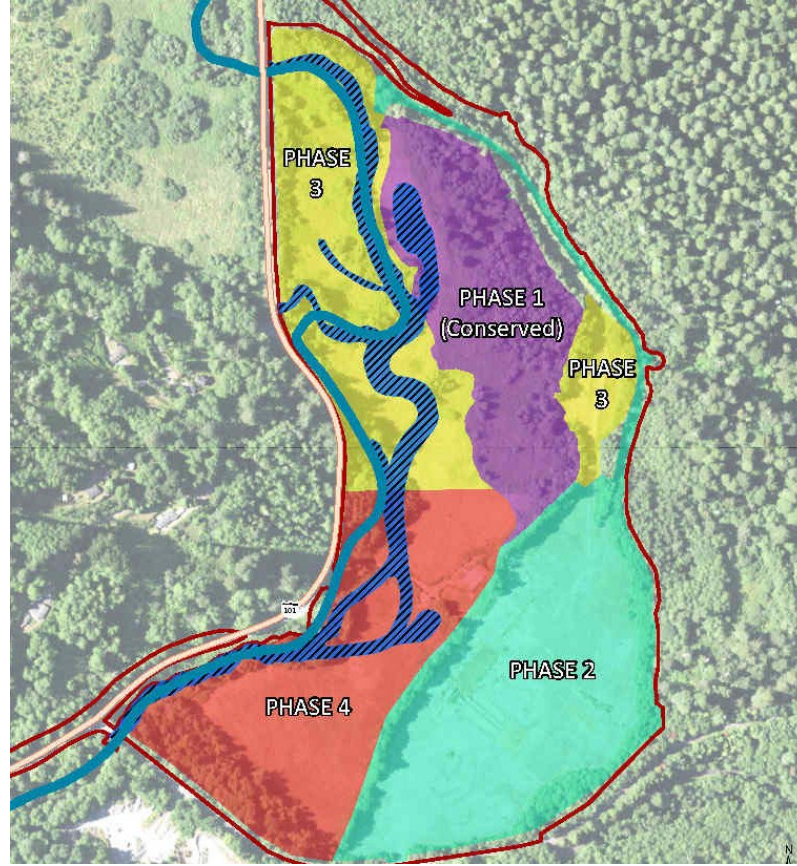 PHASE
3
PHASE 1
(Conserved)
PHASE
3
101
PHASE 2
PHASE 4
N